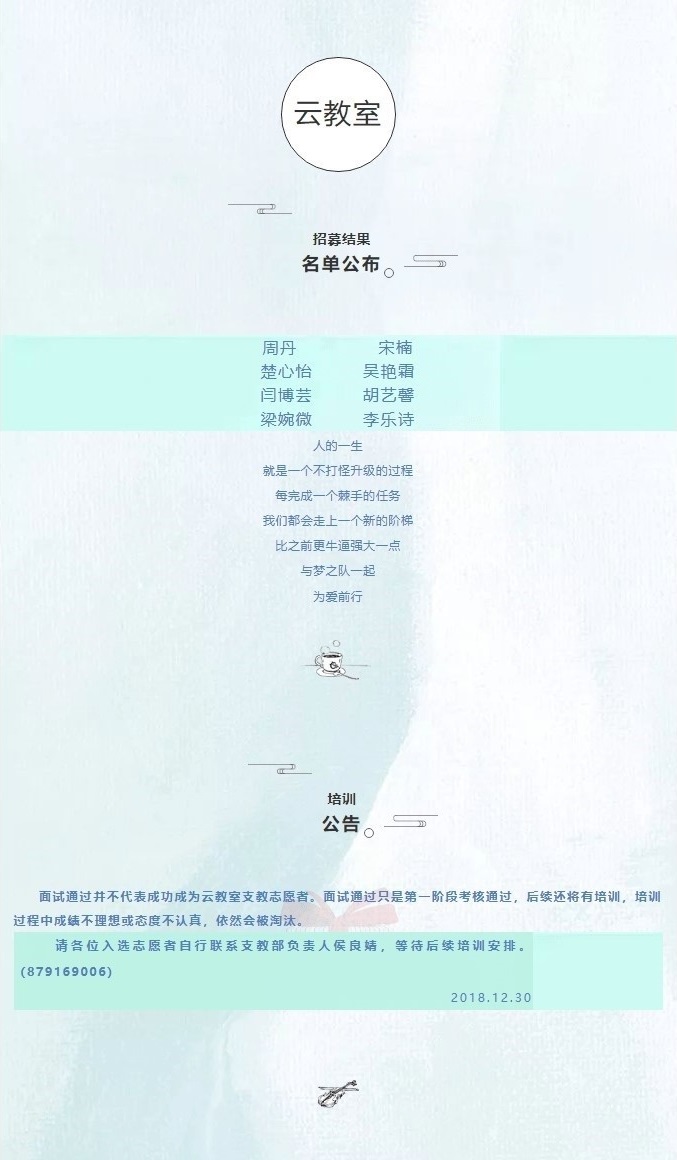 云教室
招募结果
名单公布
周丹 宋楠
楚心怡 吴艳霜
闫博芸 胡艺馨
梁婉微 李乐诗
人的一生
就是一个不打怪升级的过程
每完成一个棘手的任务
我们都会走上一个新的阶梯
比之前更牛逼强大一点
与梦之队一起
为爱前行
培训
公告
面试通过并不代表成功成为云教室支教志愿者。面试通过只是第一阶段考核通过，后续还将有培训，培训
过程中成绩不理想或态度不认真，依然会被淘汰。
请各位入选志愿者自行联系支教部负责人侯良婧，等待后续培训安排。
(879169006)
2018.12.30